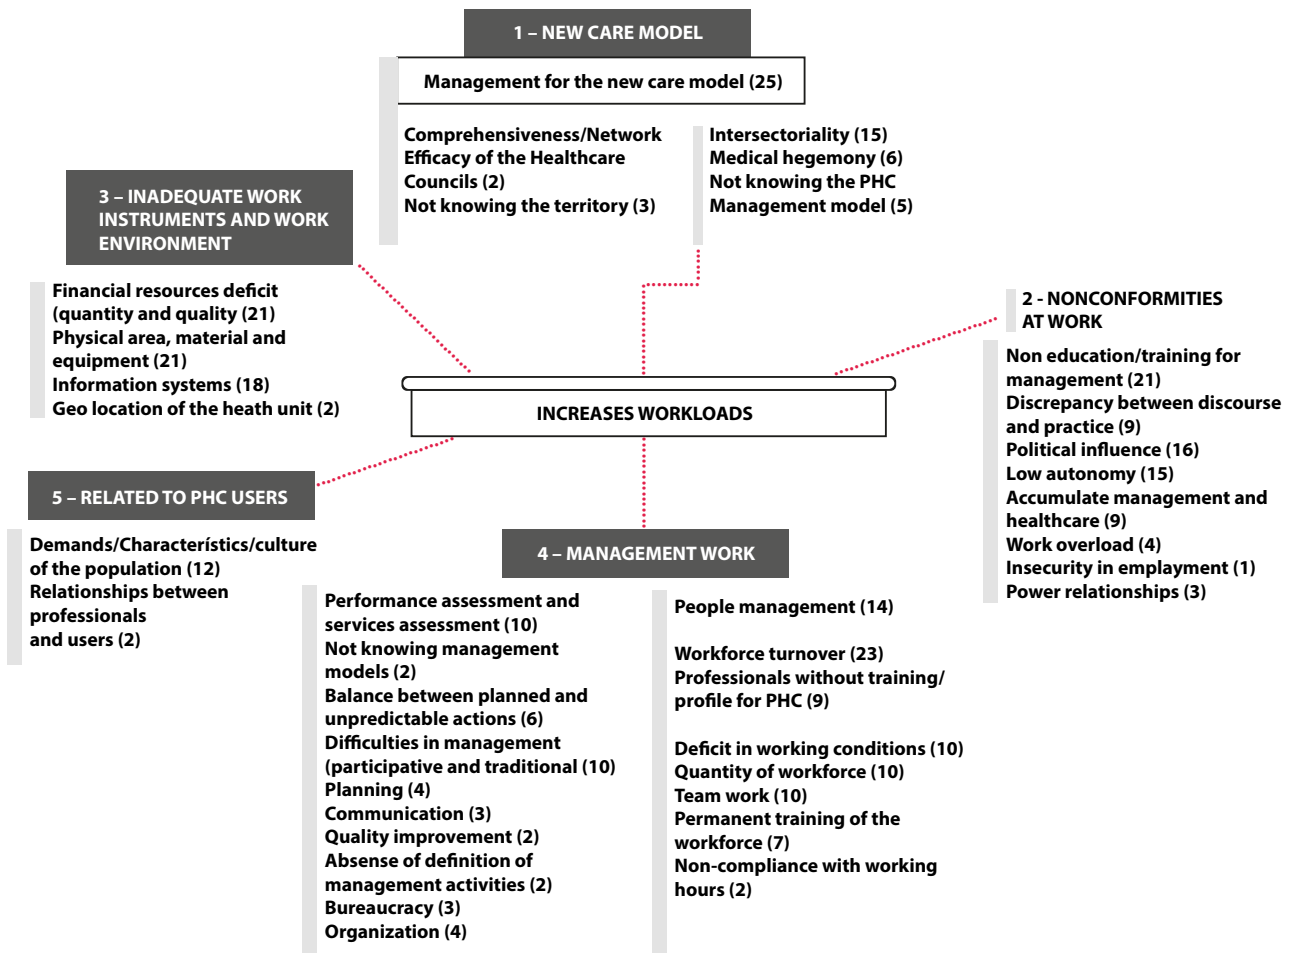 1 – NEW CARE MODEL
Management for the new care model (25)
Comprehensiveness/Network
Efficacy of the Healthcare
Councils (2)
Not knowing the territory (3)
Intersectoriality (15)
Medical hegemony (6)
Not knowing the PHC
Management model (5)
3 – INADEQUATE WORK
INSTRUMENTS AND WORK
ENVIRONMENT
Financial resources deficit
(quantity and quality (21)
Physical area, material and
equipment (21)
Information systems (18)
Geo location of the heath unit (2)
2 - NONCONFORMITIES
AT WORK
Non education/training for
management (21)
Discrepancy between discourse
and practice (9)
Political influence (16)
Low autonomy (15)
Accumulate management and
healthcare (9)
Work overload (4)
Insecurity in employment (1)
Power relationships (3)
INCREASES WORKLOADS
5 – RELATED TO PHC USERS
Demands/Characterístics/culture
of the population (12)
Relationships between
professionals
and users (2)
4 – MANAGEMENT WORK
Performance assessment and
services assessment (10)
Not knowing management
models (2)
Balance between planned and
unpredictable actions (6)
Difficulties in management
(participative and traditional (10)
Planning (4)
Communication (3)
Quality improvement (2)
Absense of definition of
management activities (2)
Bureaucracy (3)
Organization (4)
People management (14)
Workforce turnover (23)
Professionals without training/
profile for PHC (9)
Deficit in working conditions (10)
Quantity of workforce (10)
Team work (10)
Permanent training of the
workforce (7)
Non-compliance with working
hours (2)